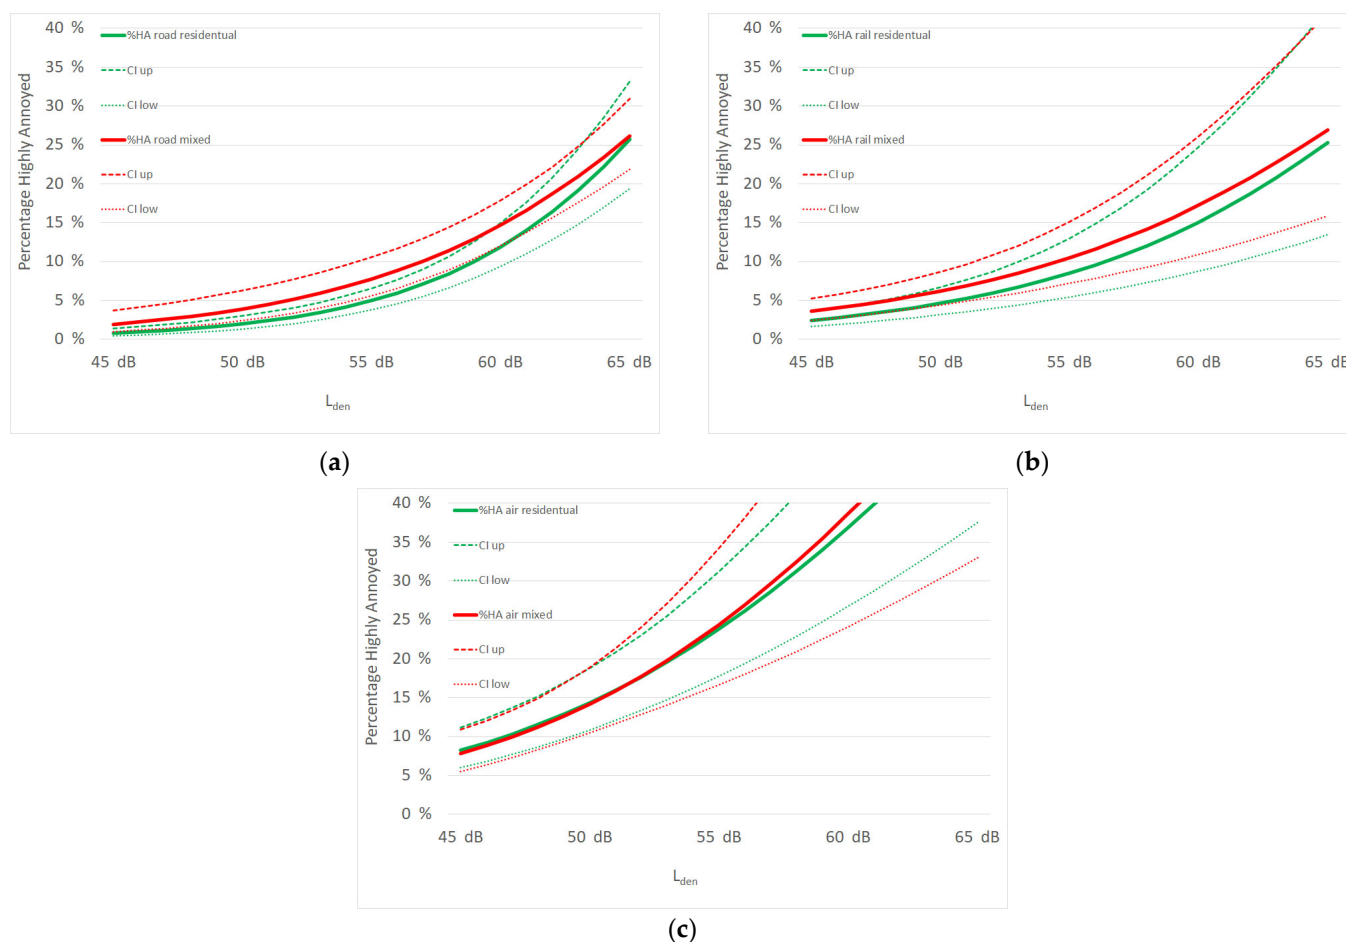 40 %
35 %
30 %
25 %
20 %
15 %
10 %
5 %
0 %
Percentage Highly Annoyed
%HA road residentual
CI up
CI low
%HA road mixed
CI up
CI low
45 dB 50 dB 55 dB 60 dB 65 dB
Lden
(a)
40 %
35 %
30 %
25 %
20 %
15 %
10 %
5 %
0 %
Percentage Highly Annoyed
%HA rail residentual
CI up
CI low
%HA rail mixed
CI up
CI low
45 dB 50 dB 55 dB 60 dB 65 dB
Lden
(b)
40 %
35 %
30 %
25 %
20 %
15 %
10 %
5 %
0 %
Percentage Highly Annoyed
%HA air residentual
CI up
CI low
%HA air mixed
CI up
CI low
45 dB 50 dB 55 dB 60 dB 65 dB
Lden
(c)